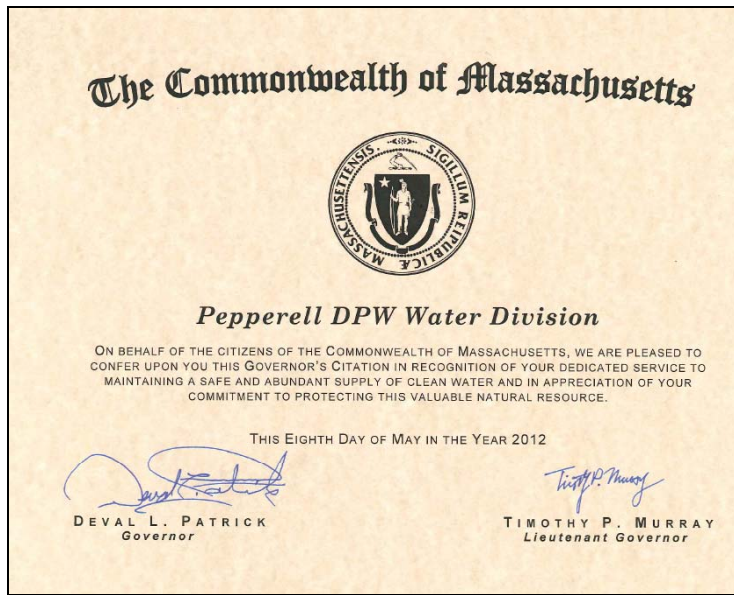 The Commonwealth of Massachusetts
SIGILLUM REIPUBLICÆ MASSACHUSETTENSIS.
Pepperell DPW Water Division
ON BEHALF OF THE CITIZENS OF THE COMMONWEALTH OF MASSACHUSETTS, WE ARE PLEASED TO
CONFER UPON YOU THIS GOVERNOR'S CITATION IN RECOGNITION OF YOUR DEDICATED SERVICE TO
MAINTAINING A SAFE AND ABUNDANT SUPPLY OF CLEAN WATER AND IN APPRECIATION OF YOUR
COMMITMENT TO PROTECTING THIS VALUABLE NATURAL RESOURCE.
THIS EIGHTH DAY OF MAY IN THE YEAR 2012
Timothy P. Murray
DEVAL L. PATRICK
Governor
TIMOTHY P. MURRAY
Lieutenant Governor